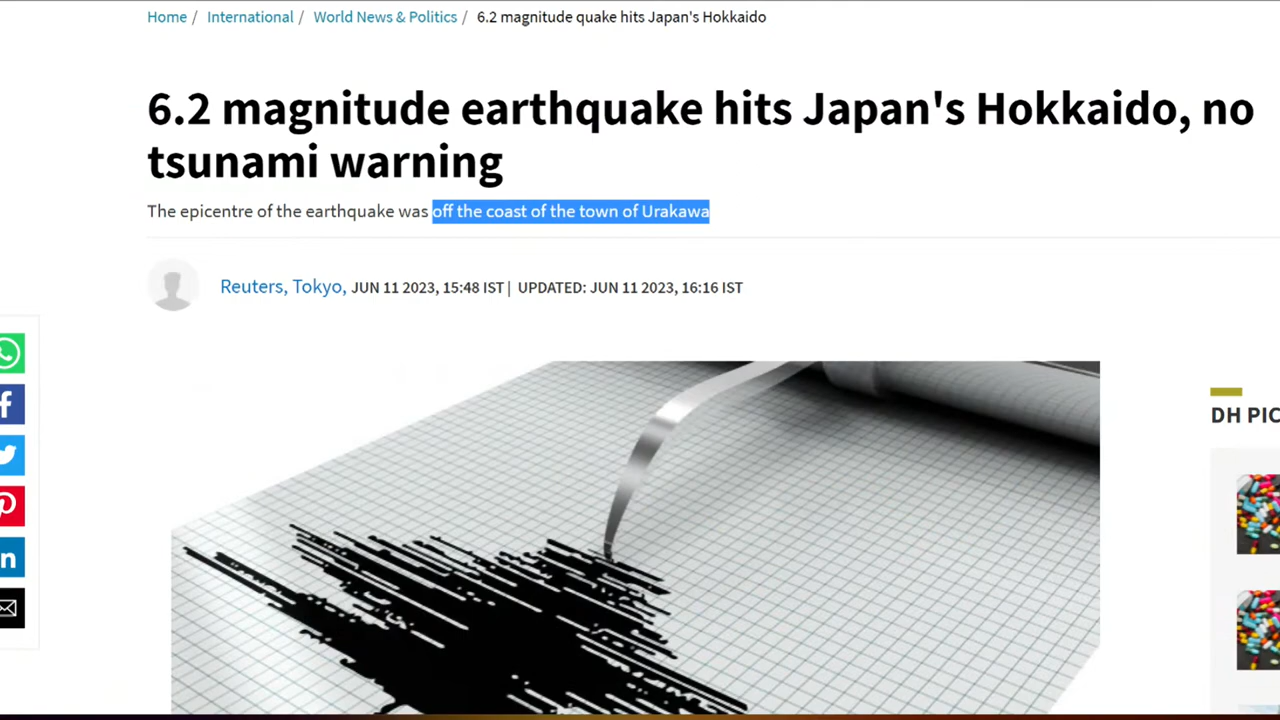 Home / International / World News & Politics / 6.2 magnitude quake hits Japan's Hokkaido
6.2 magnitude earthquake hits Japan's Hokkaido, no
tsunami warning
The epicentre of the earthquake was off the coast of the town of Urakawa
Reuters, Tokyo, JUN 11 2023, 15:48 IST | UPDATED: JUN 11 2023, 16:16 IST
DH PIC